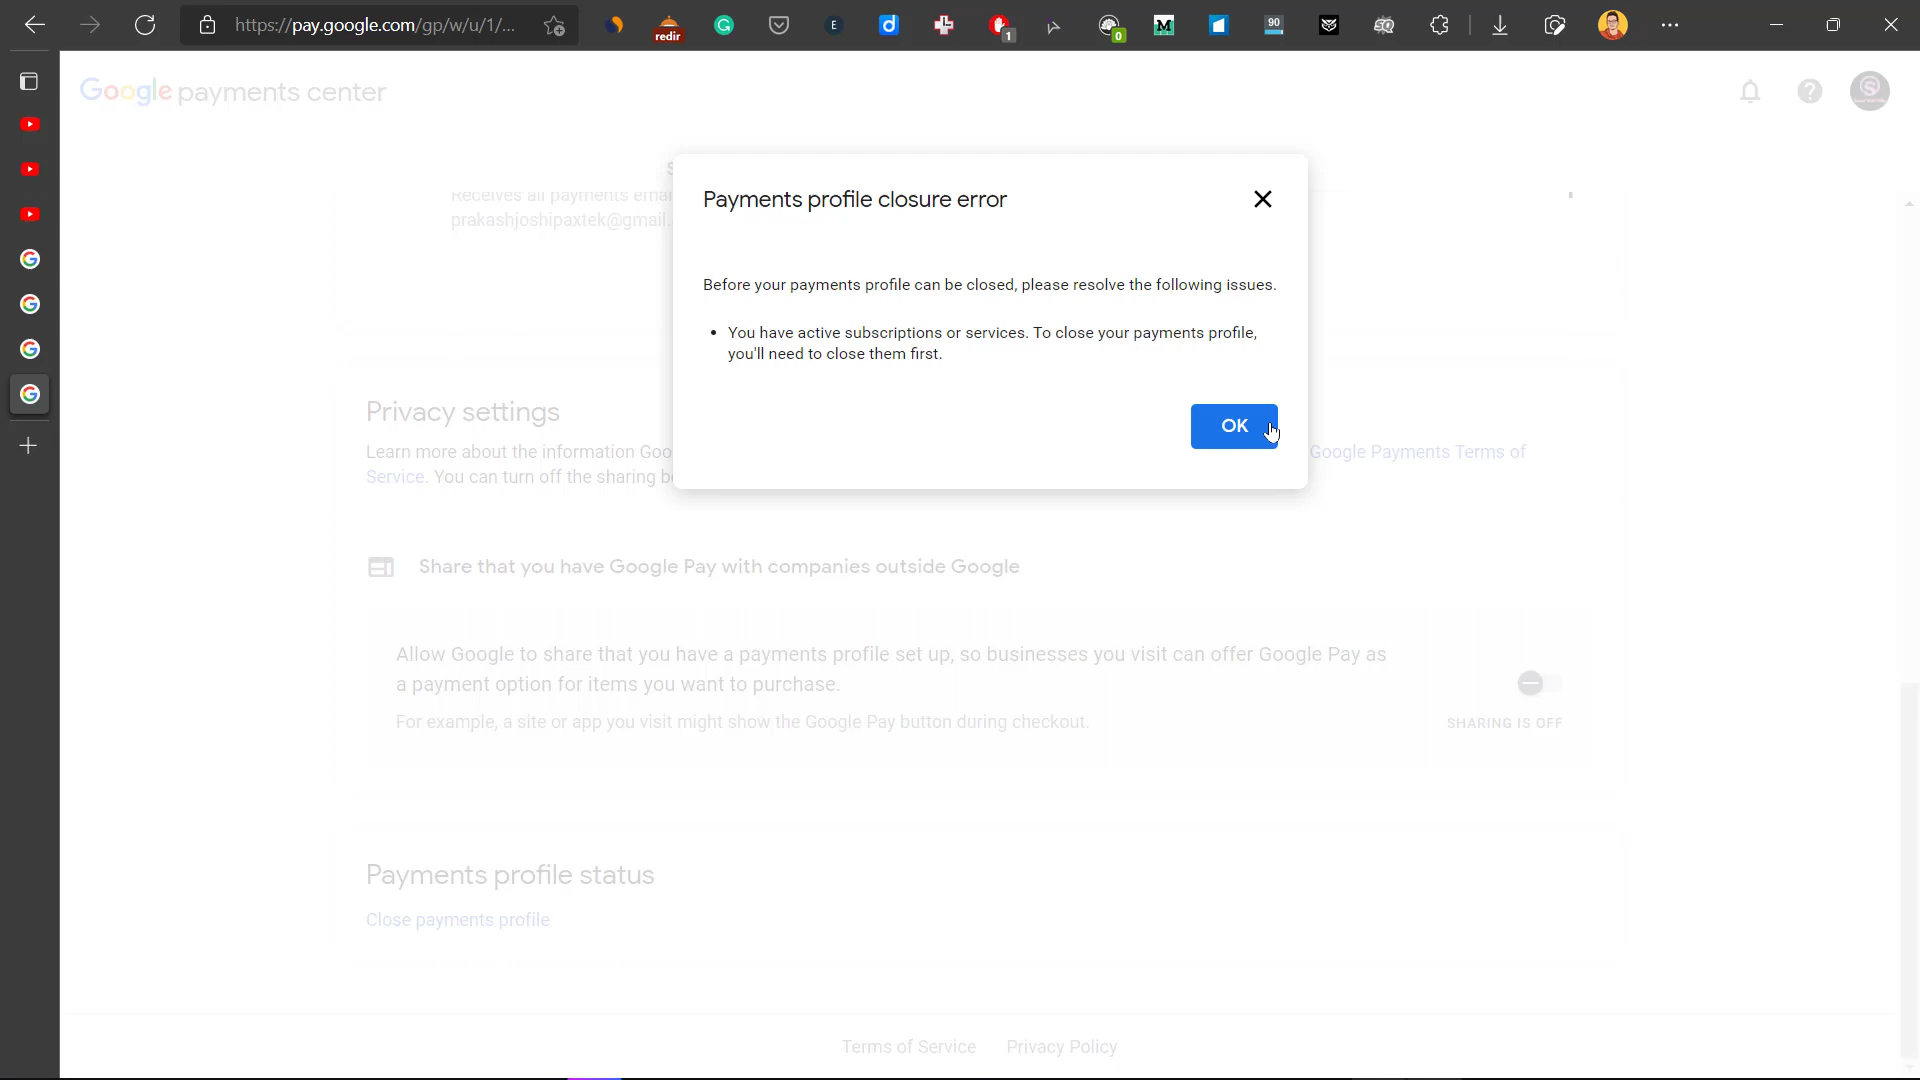 https://pay.google.com/gp/w/u/1/...
redir
E
1
0
M
90
Google payments center
Receives all payments emai
prakashjoshipaxtek@gmail.
Payments profile closure error
Before your payments profile can be closed, please resolve the following issues.
• You have active subscriptions or services. To close your payments profile,
you'll need to close them first.
OK
Privacy settings
Learn more about the information Goo
Google Payments Terms of
Service. You can turn off the sharing b
Share that you have Google Pay with companies outside Google
Allow Google to share that you have a payments profile set up, so businesses you visit can offer Google Pay as
a payment option for items you want to purchase.
For example, a site or app you visit might show the Google Pay button during checkout.
SHARING IS OFF
Payments profile status
Close payments profile
Terms of Service Privacy Policy